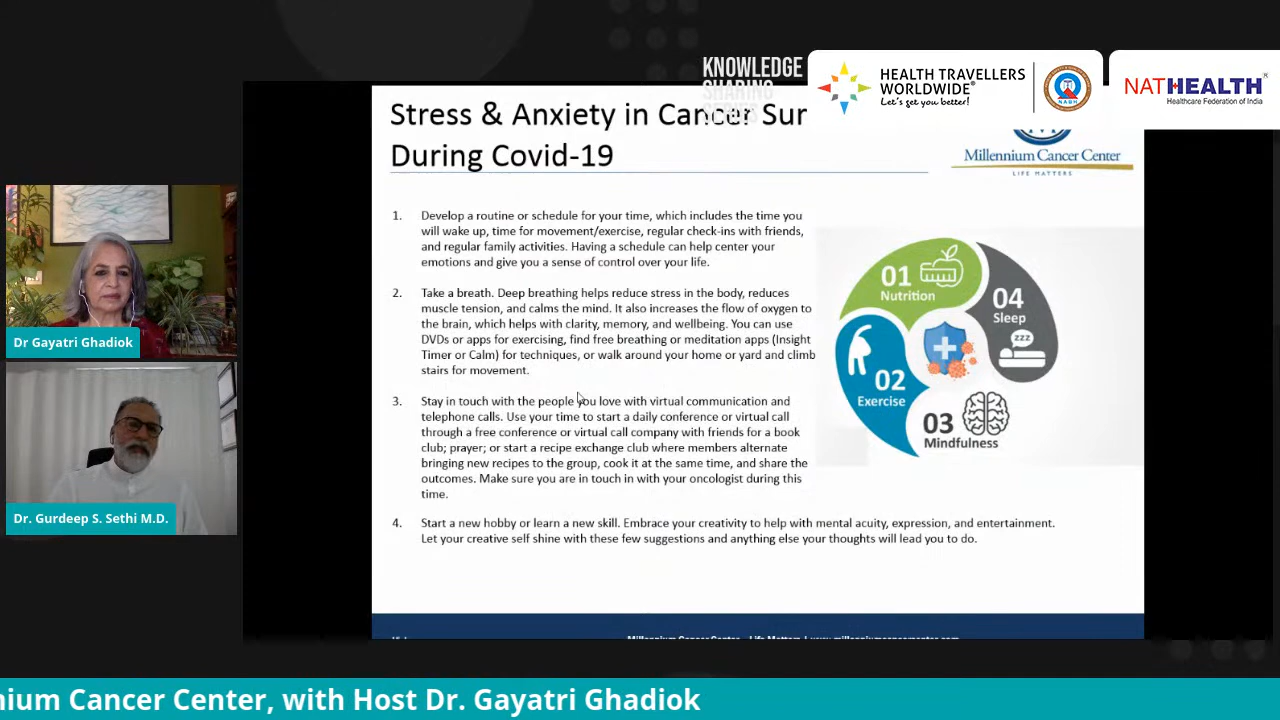 KNOWLEDGE
SHARING
SERIES
HEALTH TRAVELLERS
WORLDWIDE®
Let's get you better!
NABH
NATHEALTH®
Healthcare Federation of India
Stress & Anxiety in Cancer Sur
During Covid-19
Millennium Cancer Center
LIFE MATTERS
1. Develop a routine or schedule for your time, which includes the time you
will wake up, time for movement/exercise, regular check-ins with friends,
and regular family activities. Having a schedule can help center your
emotions and give you a sense of control over your life.
2. Take a breath. Deep breathing helps reduce stress in the body, reduces
muscle tension, and calms the mind. It also increases the flow of oxygen to
the brain, which helps with clarity, memory, and wellbeing. You can use
DVDs or apps for exercising, find free breathing or meditation apps (Insight
Timer or Calm) for techniques, or walk around your home or yard and climb
stairs for movement.
3. Stay in touch with the people you love with virtual communication and
telephone calls. Use your time to start a daily conference or virtual call
through a free conference or virtual call company with friends for a book
club; prayer; or start a recipe exchange club where members alternate
bringing new recipes to the group, cook it at the same time, and share the
outcomes. Make sure you are in touch in with your oncologist during this
time.
4. Start a new hobby or learn a new skill. Embrace your creativity to help with mental acuity, expression, and entertainment.
Let your creative self shine with these few suggestions and anything else your thoughts will lead you to do.
01
Nutrition
04
Sleep
zzz
02
Exercise
03
Mindfulness
Dr Gayatri Ghadiok
Dr. Gurdeep S. Sethi M.D.
Millennium Cancer Center
nium Cancer Center, with Host Dr. Gayatri Ghadiok